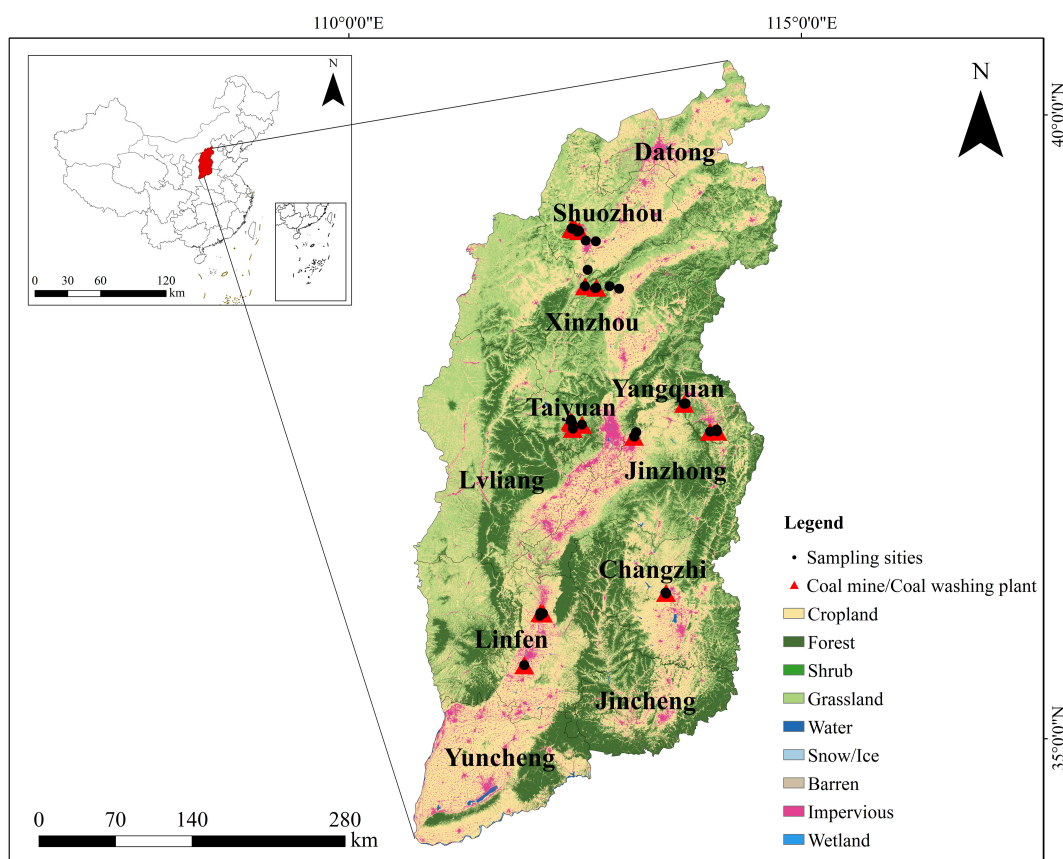 110°0'0"E
115°0'0"E
N
N
40°0'0"N
Datong
Shuozhou
0 30 60 120
km
Xinzhou
Yangquan
Taiyuan
Jinzhong
Lvliang
Legend
Sampling sities
Changzhi
Coal mine/Coal washing plant
Cropland
Linfen
Forest
Shrub
Jincheng
Grassland
Water
35°0'0"N
Yuncheng
Snow/Ice
Barren
0 70 140 280
km
Impervious
Wetland